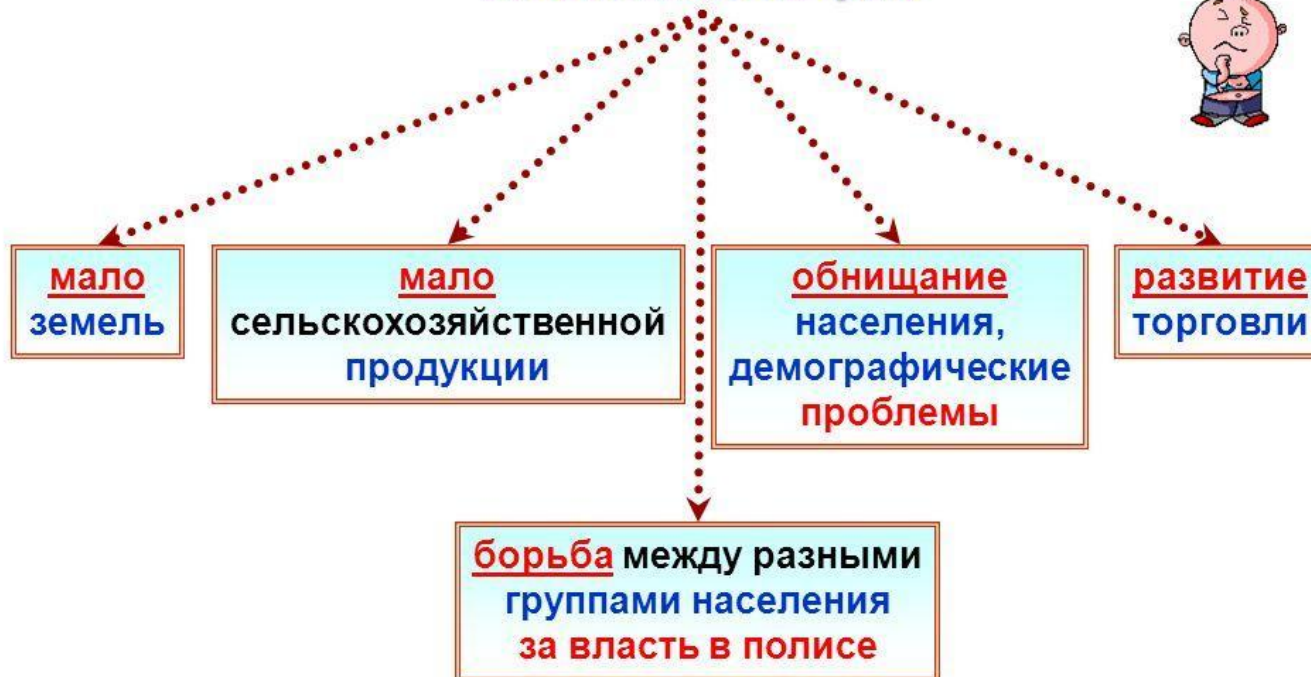 мало
земель
мало
сельскохозяйственной
продукции
обнищание
населения,
демографические
проблемы
развитие
торговли
борьба между разными
группами населения
за власть в полисе